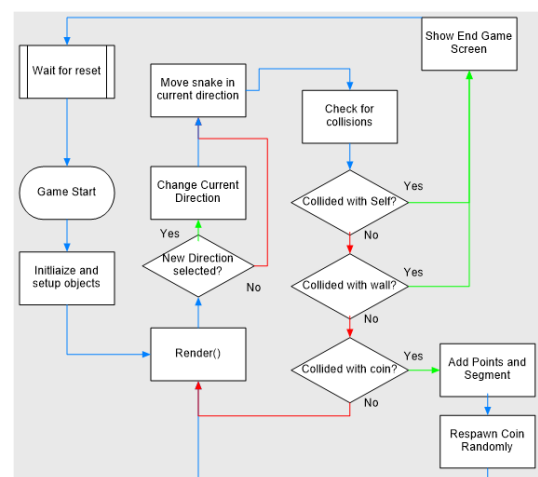 Show End Game
Screen
Wait for reset
Move snake in
current direction
Check for
collisions
Game Start
Change Current
Direction
Collided with Self?
Yes
No
Yes
New Direction
selected?
No
Initliaize and
setup objects
Collided with wall?
Yes
No
Render()
Collided with coin?
Yes
No
Add Points and
Segment
Respawn Coin
Randomly